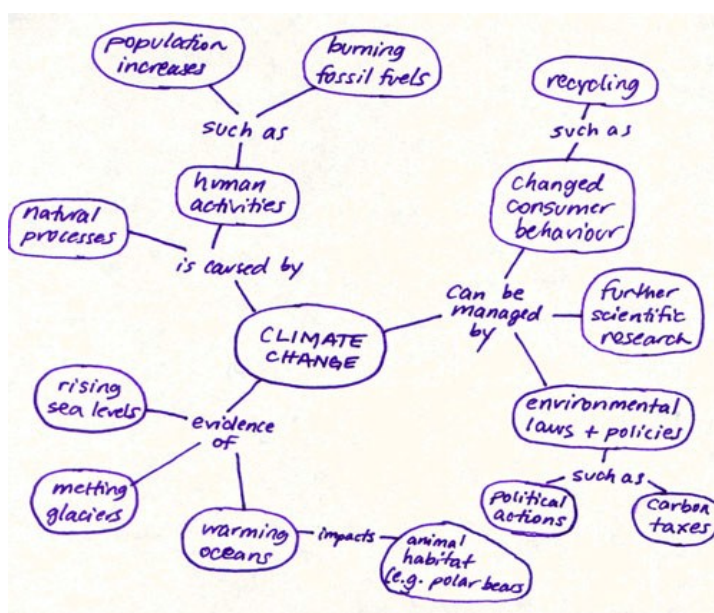 population
increases
burning
fossil fuels
such as
human
activities
natural
processes
is caused by
CLIMATE
CHANGE
recycling
such as
changed
consumer
behaviour
can be
managed
by
further
scientific
research
environmental
laws + policies
such as
political
actions
carbon
taxes
evidence
of
rising
sea levels
melting
glaciers
warming
oceans
impacts
animal
habitat
(e.g. polar bears